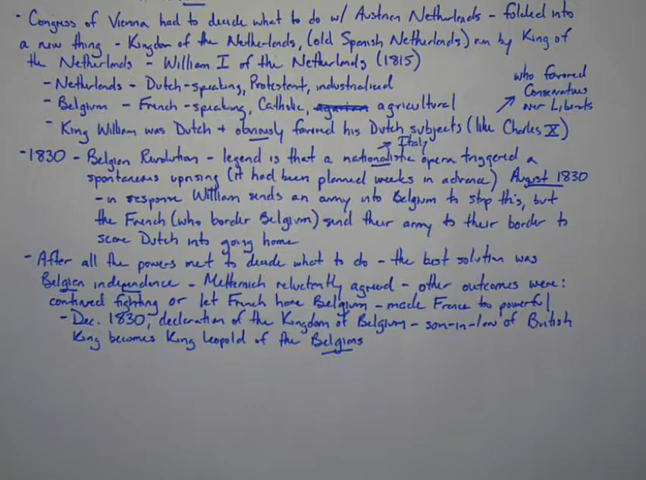 - Congress of Vienna had to decide what to do w/ Austrian Netherlands - folded into
a new thing - Kingdom of the Netherlands, (old Spanish Netherlands) run by King of
the Netherlands - William I of the Netherlands (1815)
- Netherlands - Dutch-speaking, Protestant, industrialized
who favored
Conservatives
over Liberals
- Belgium - French-speaking, Catholic, agrarian agricultural
- King William was Dutch + obviously favored his Dutch subjects (like Charles X)
→ Italy
- 1830 - Belgian Revolution - legend is that a nationalistic opera triggered a
spontaneous uprising (it had been planned weeks in advance) August 1830
- in response William sends an army into Belgium to stop this, but
the French (who border Belgium) send their army to their border to
scare Dutch into going home
- After all the powers met to decide what to do - the best solution was
Belgian independence - Metternich reluctantly agreed - other outcomes were:
continued fighting or let French have Belgium - made France too powerful
- Dec. 1830, declaration of the Kingdom of Belgium - son-in-law of British
King becomes King Leopold of the Belgians